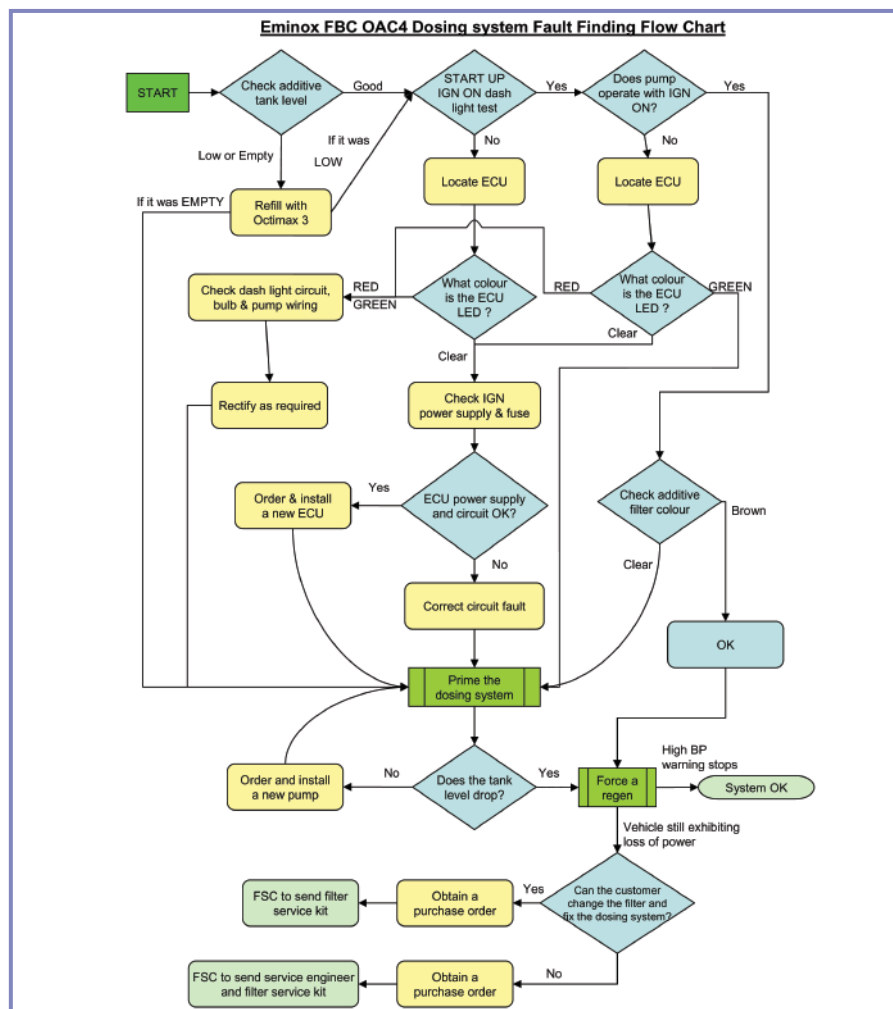 Eminox FBC OAC4 Dosing system Fault Finding Flow Chart
START
Check additive
tank level
Good
START UP
IGN ON dash
light test
Yes
Does pump
operate with IGN
ON?
Yes
Low or Empty
If it was
LOW
No
No
If it was EMPTY
Refill with
Octimax 3
Locate ECU
Locate ECU
Check dash light circuit,
bulb & pump wiring
RED
GREEN
What colour
is the ECU
LED ?
RED
What colour
is the ECU
LED ?
GREEN
Clear
Clear
Rectify as required
Check IGN
power supply & fuse
Order & install
a new ECU
Yes
ECU power supply
and circuit OK?
Check additive
filter colour
Brown
No
Clear
Correct circuit fault
OK
Prime the
dosing system
Order and install
a new pump
No
Does the tank
level drop?
Yes
Force a
regen
High BP
warning stops
System OK
Vehicle still exhibiting
loss of power
FSC to send filter
service kit
Obtain a
purchase order
Yes
Can the customer
change the filter and
fix the dosing system?
FSC to send service engineer
and filter service kit
Obtain a
purchase order
No